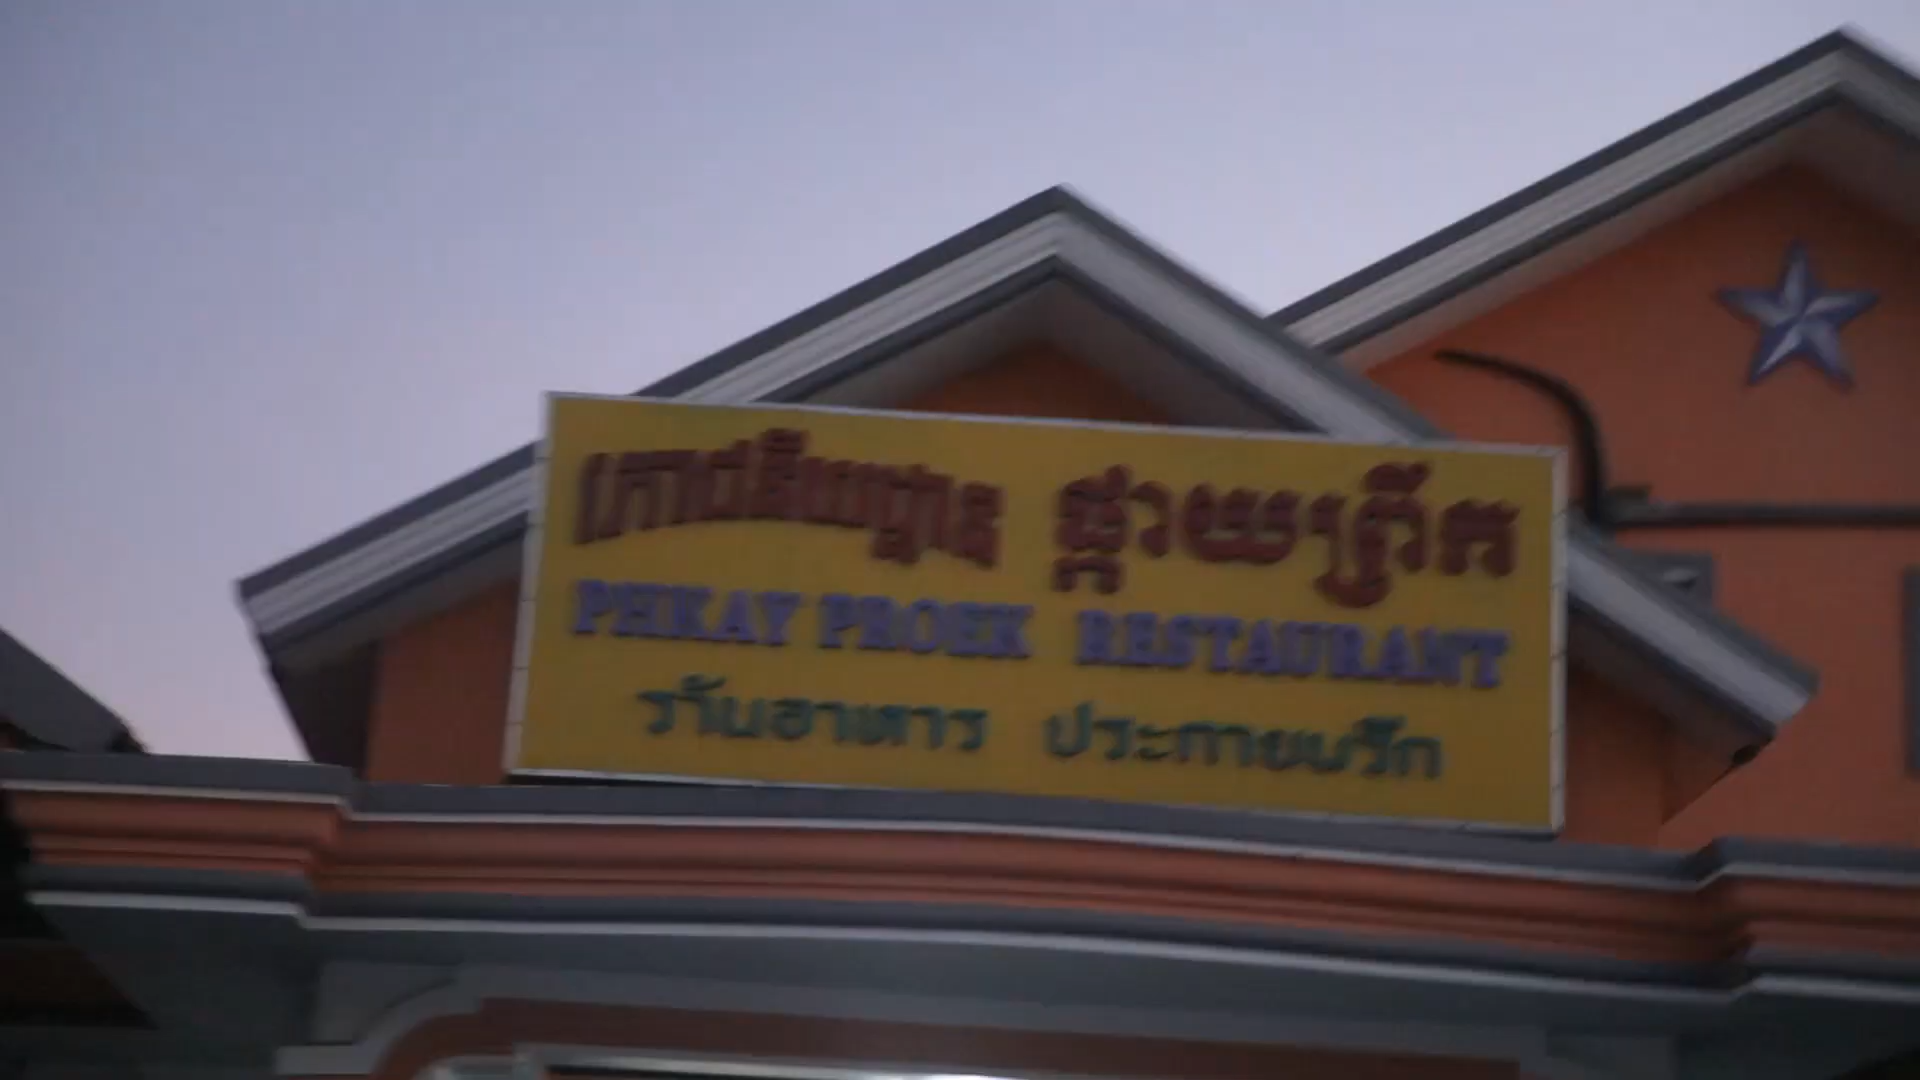 ភោជនីយដ្ឋាន ផ្កាយព្រឹក
PHKAY PROEK RESTAURANT
ร้านอาหาร ประกายพรึก